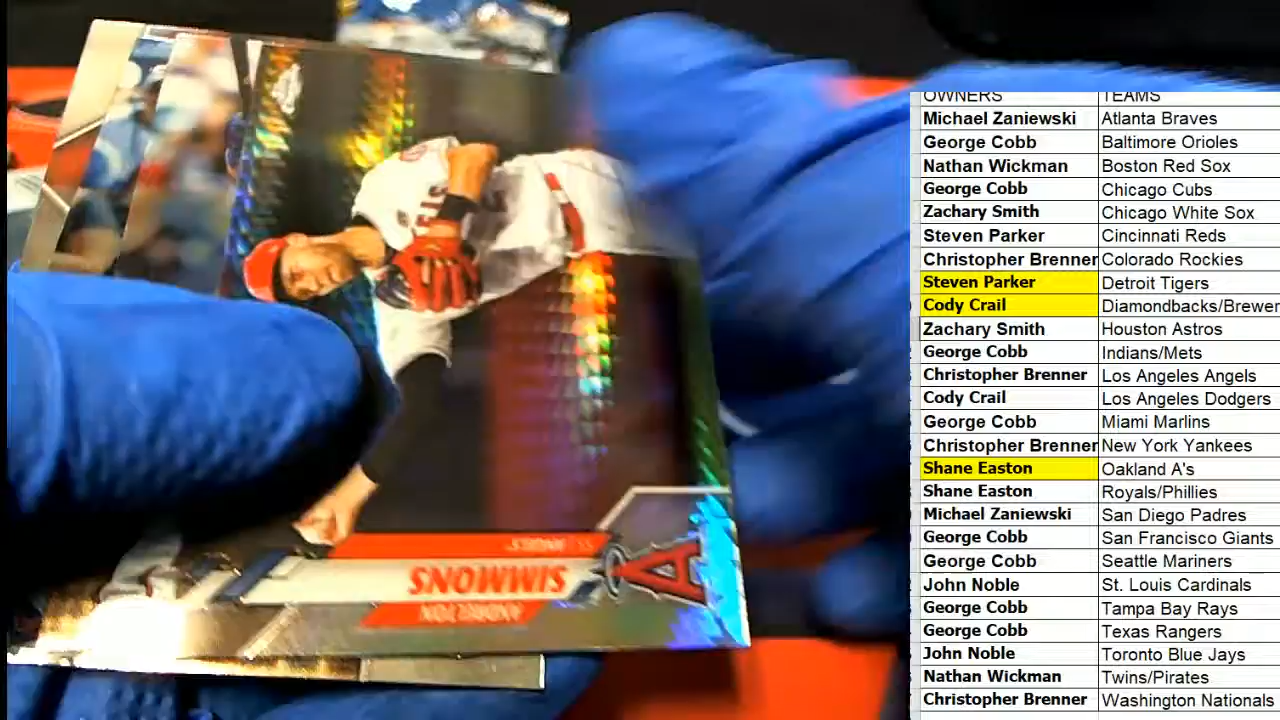 OWNERS TEAMS
Michael Zaniewski Atlanta Braves
George Cobb Baltimore Orioles
Nathan Wickman Boston Red Sox
George Cobb Chicago Cubs
Zachary Smith Chicago White Sox
Steven Parker Cincinnati Reds
Christopher Brenner Colorado Rockies
Steven Parker Detroit Tigers
Cody Crail Diamondbacks/Brewer
Zachary Smith Houston Astros
George Cobb Indians/Mets
Christopher Brenner Los Angeles Angels
Cody Crail Los Angeles Dodgers
George Cobb Miami Marlins
Christopher Brenner New York Yankees
Shane Easton Oakland A's
Shane Easton Royals/Phillies
Michael Zaniewski San Diego Padres
George Cobb San Francisco Giants
George Cobb Seattle Mariners
John Noble St. Louis Cardinals
George Cobb Tampa Bay Rays
George Cobb Texas Rangers
John Noble Toronto Blue Jays
Nathan Wickman Twins/Pirates
Christopher Brenner Washington Nationals
ANDRELTON
SIMMONS
A